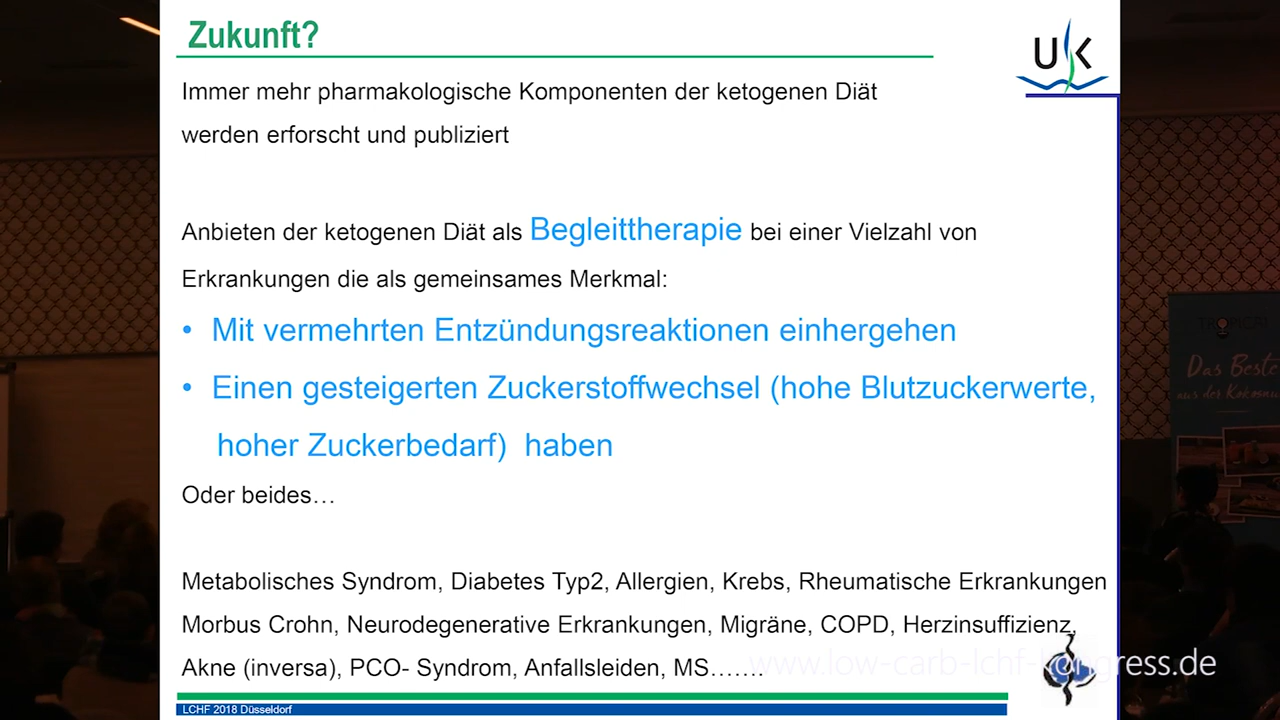 Zukunft?
UK
Immer mehr pharmakologische Komponenten der ketogenen Diät
werden erforscht und publiziert
Anbieten der ketogenen Diät als Begleittherapie bei einer Vielzahl von
Erkrankungen die als gemeinsames Merkmal:
• Mit vermehrten Entzündungsreaktionen einhergehen
• Einen gesteigerten Zuckerstoffwechsel (hohe Blutzuckerwerte,
hoher Zuckerbedarf) haben
Oder beides…
Das Beste
aus der Kokosnuss
Metabolisches Syndrom, Diabetes Typ2, Allergien, Krebs, Rheumatische Erkrankungen
Morbus Crohn, Neurodegenerative Erkrankungen, Migräne, COPD, Herzinsuffizienz,
Akne (inversa), PCO- Syndrom, Anfallsleiden, MS…….
www.low-carb-lchf-kongress.de
LCHF 2018 Düsseldorf